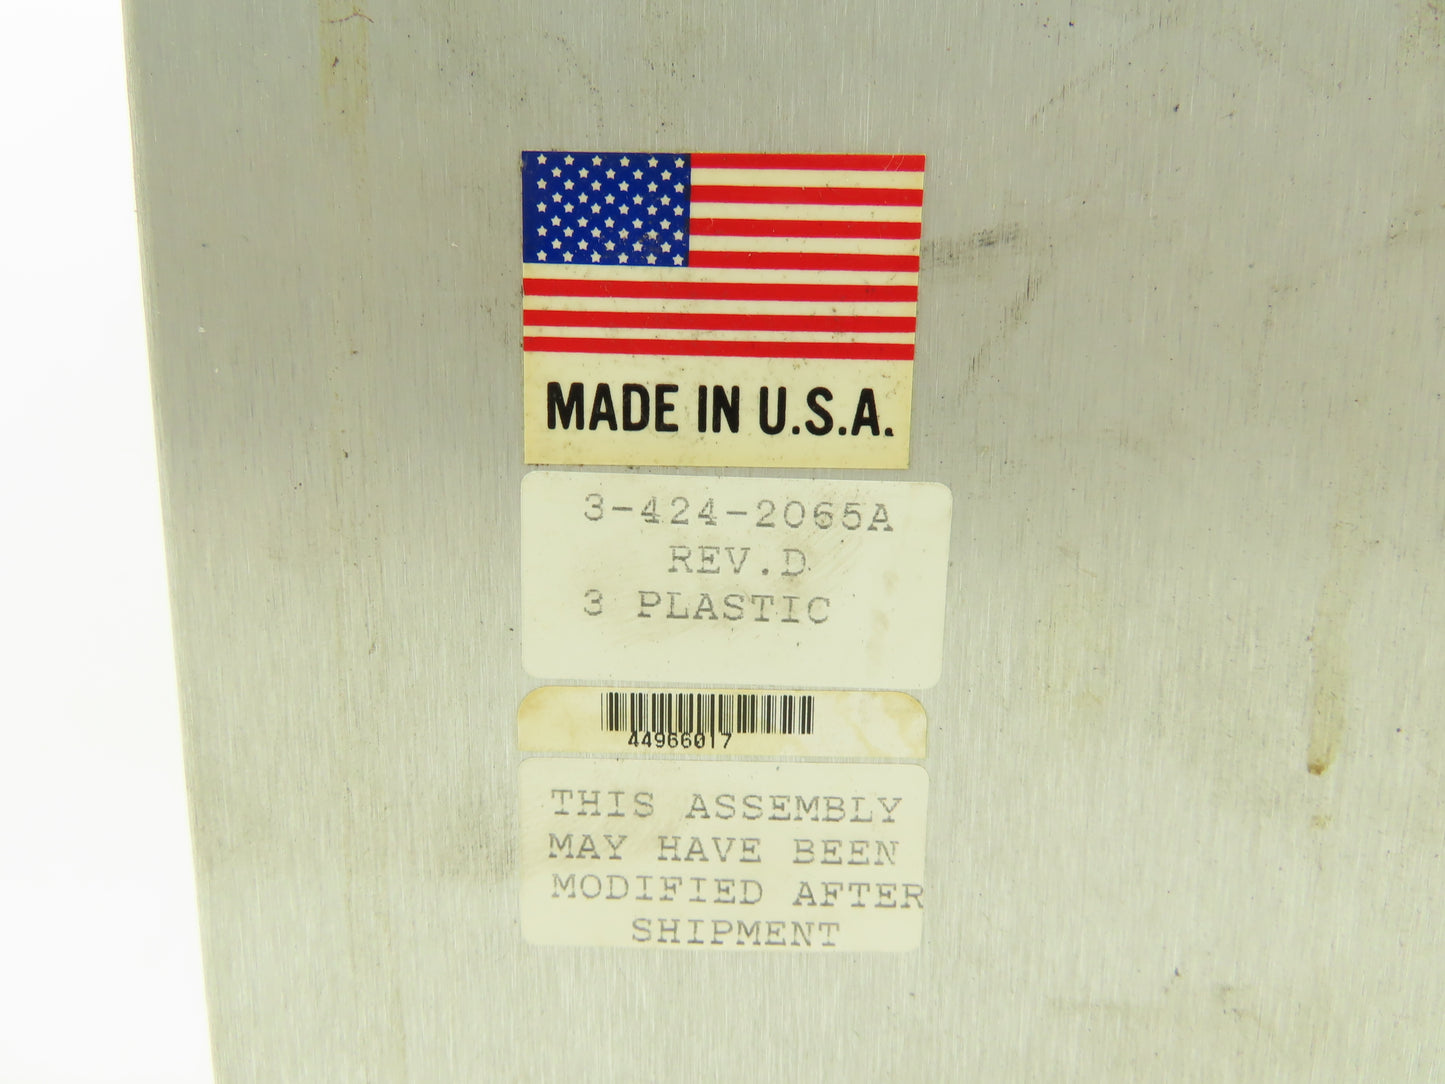 MADE IN U.S.A.
3-424-2065A
REV.D
3 PLASTIC
44966017
THIS ASSEMBLY
MAY HAVE BEEN
MODIFIED AFTER
SHIPMENT